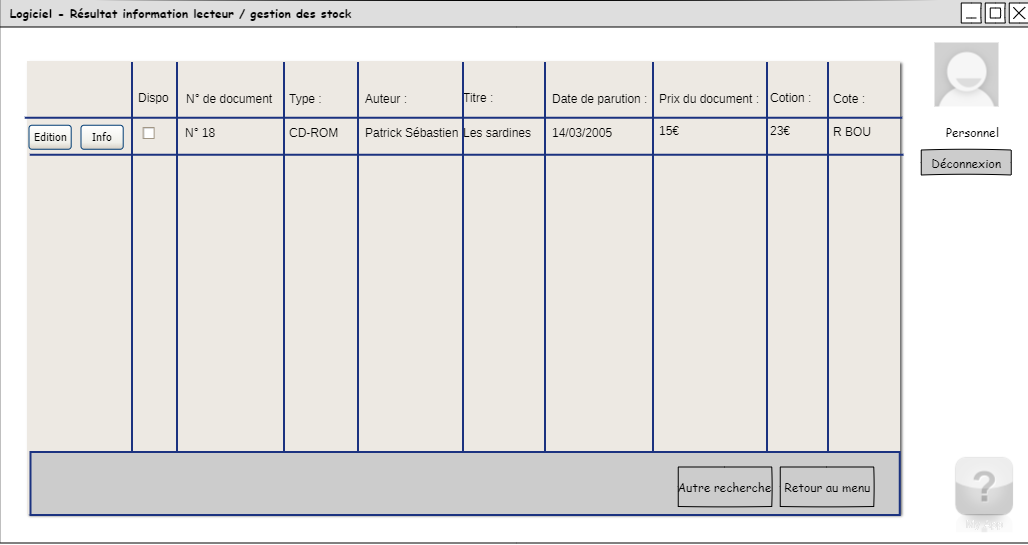 Logiciel - Résultat information lecteur / gestion des stock
Dispo N° de document Type : Auteur : Titre : Date de parution : Prix du document : Cotion : Cote :
Edition Info N° 18 CD-ROM Patrick Sébastien Les sardines 14/03/2005 15€ 23€ R BOU
Personnel
Déconnexion
Autre recherche Retour au menu
?